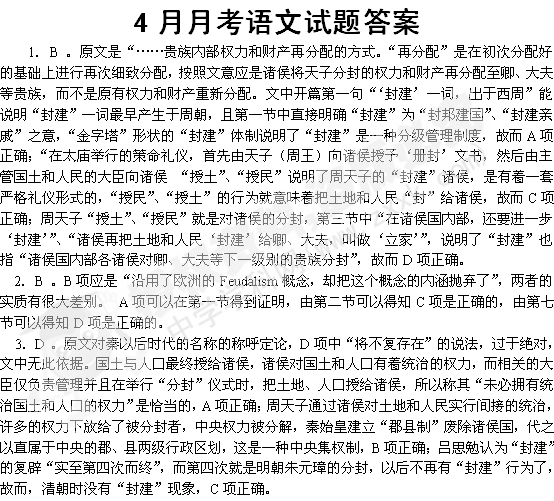 4 月月考语文试题答案
1. B 。原文是“……贵族内部权力和财产再分配的方式。“再分配”是在初次分配好
的基础上进行再次细致分配，按照文意应是诸侯将天子分封的权力和财产再分配至卿、大夫
等贵族，而不是原有权力和财产重新分配。文中开篇第一句“‘封建’一词，出于西周”能
说明“封建”一词最早产生于周朝，且第一节中直接明确“封建”为“封邦建国”、“封建亲
戚”之意，“金字塔”形状的“封建”体制说明了“封建”是一种分级管理制度，故而 A 项
正确；“在太庙举行的策命礼仪，首先由天子（周王）向诸侯授予‘册封’文书，然后由主
管国土和人民的大臣向诸侯 “授土”、“授民”说明了周天子的“封建”诸侯，是有着一套
严格礼仪形式的，“授民”、“授土”的行为就意味着把土地和人民“封”给诸侯，故而 C 项
正确；周天子“授土”、“授民”就是对诸侯的分封，第三节中“在诸侯国内部，还要进一步
‘封建’”、“诸侯再把土地和人民‘封建’给卿、大夫，叫做‘立家’”，说明了“封建”也
指“诸侯国内部各诸侯对卿、大夫等下一级别的贵族分封”，故而 D 项正确。
2. B 。B 项应是“沿用了欧洲的 Feudalism 概念，却把这个概念的内涵抛弃了”，两者的
实质有很大差别。 A 项可以在第一节得到证明，由第二节可以得知 C 项是正确的，由第七
节可以得知 D 项是正确的。
3. D 。原文对秦以后时代的名称的称呼定论，D 项中“将不复存在”的说法，过于绝对，
文中无此依据。国土与人口最终授给诸侯，诸侯对国土和人口有着统治的权力，而相关的大
臣仅负责管理并且在举行“分封”仪式时，把土地、人口授给诸侯，所以称其“未必拥有统
治国土和人口的权力”是恰当的，A 项正确；周天子通过诸侯对土地和人民实行间接的统治，
许多的权力下放给了被分封者，中央权力被分解，秦始皇建立“郡县制”废除诸侯国，代之
以直属于中央的郡、县两级行政区划，这是一种中央集权制，B 项正确；吕思勉认为“封建”
的复辟“实至第四次而终”，而第四次就是明朝朱元璋的分封，以后不再有“封建”行为了，
故而，清朝时没有“封建”现象，C 项正确。